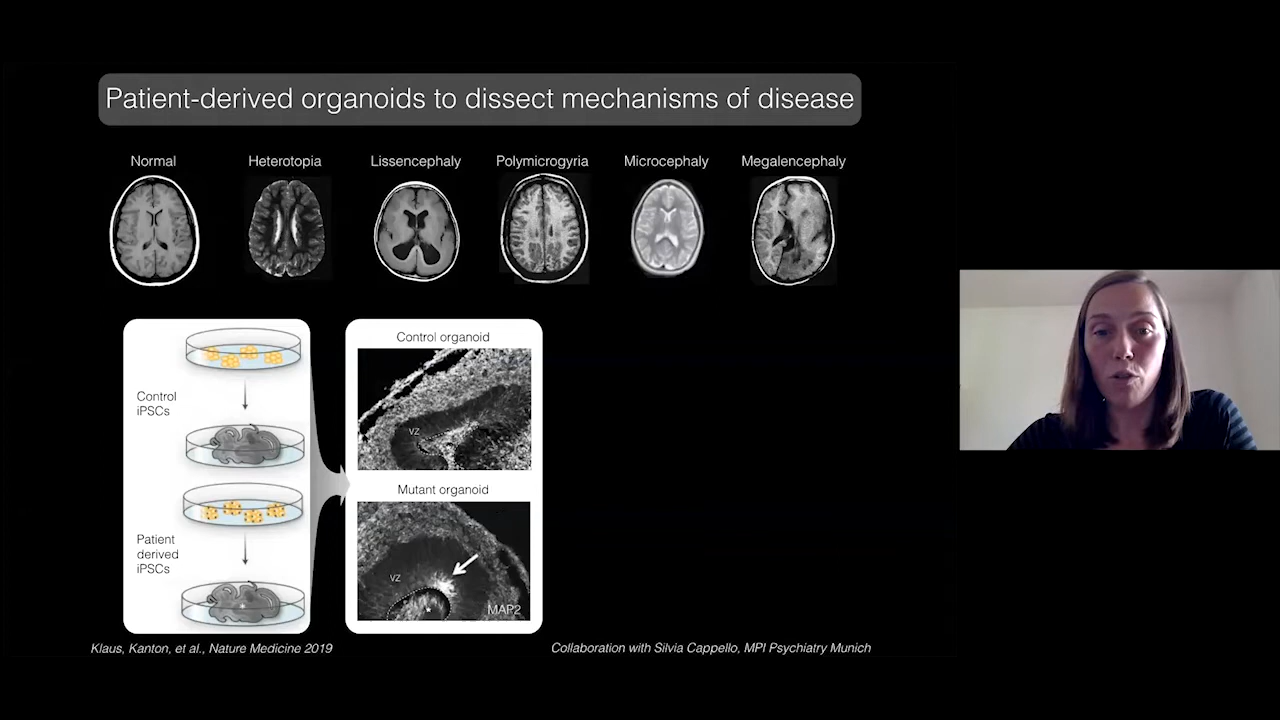 Patient-derived organoids to dissect mechanisms of disease
Normal
Heterotopia
Lissencephaly
Polymicrogyria
Microcephaly
Megalencephaly
Control
iPSCs
Patient
derived
iPSCs
Control organoid
VZ
Mutant organoid
VZ
*
MAP2
Klaus, Kanton, et al., Nature Medicine 2019
Collaboration with Silvia Cappello, MPI Psychiatry Munich